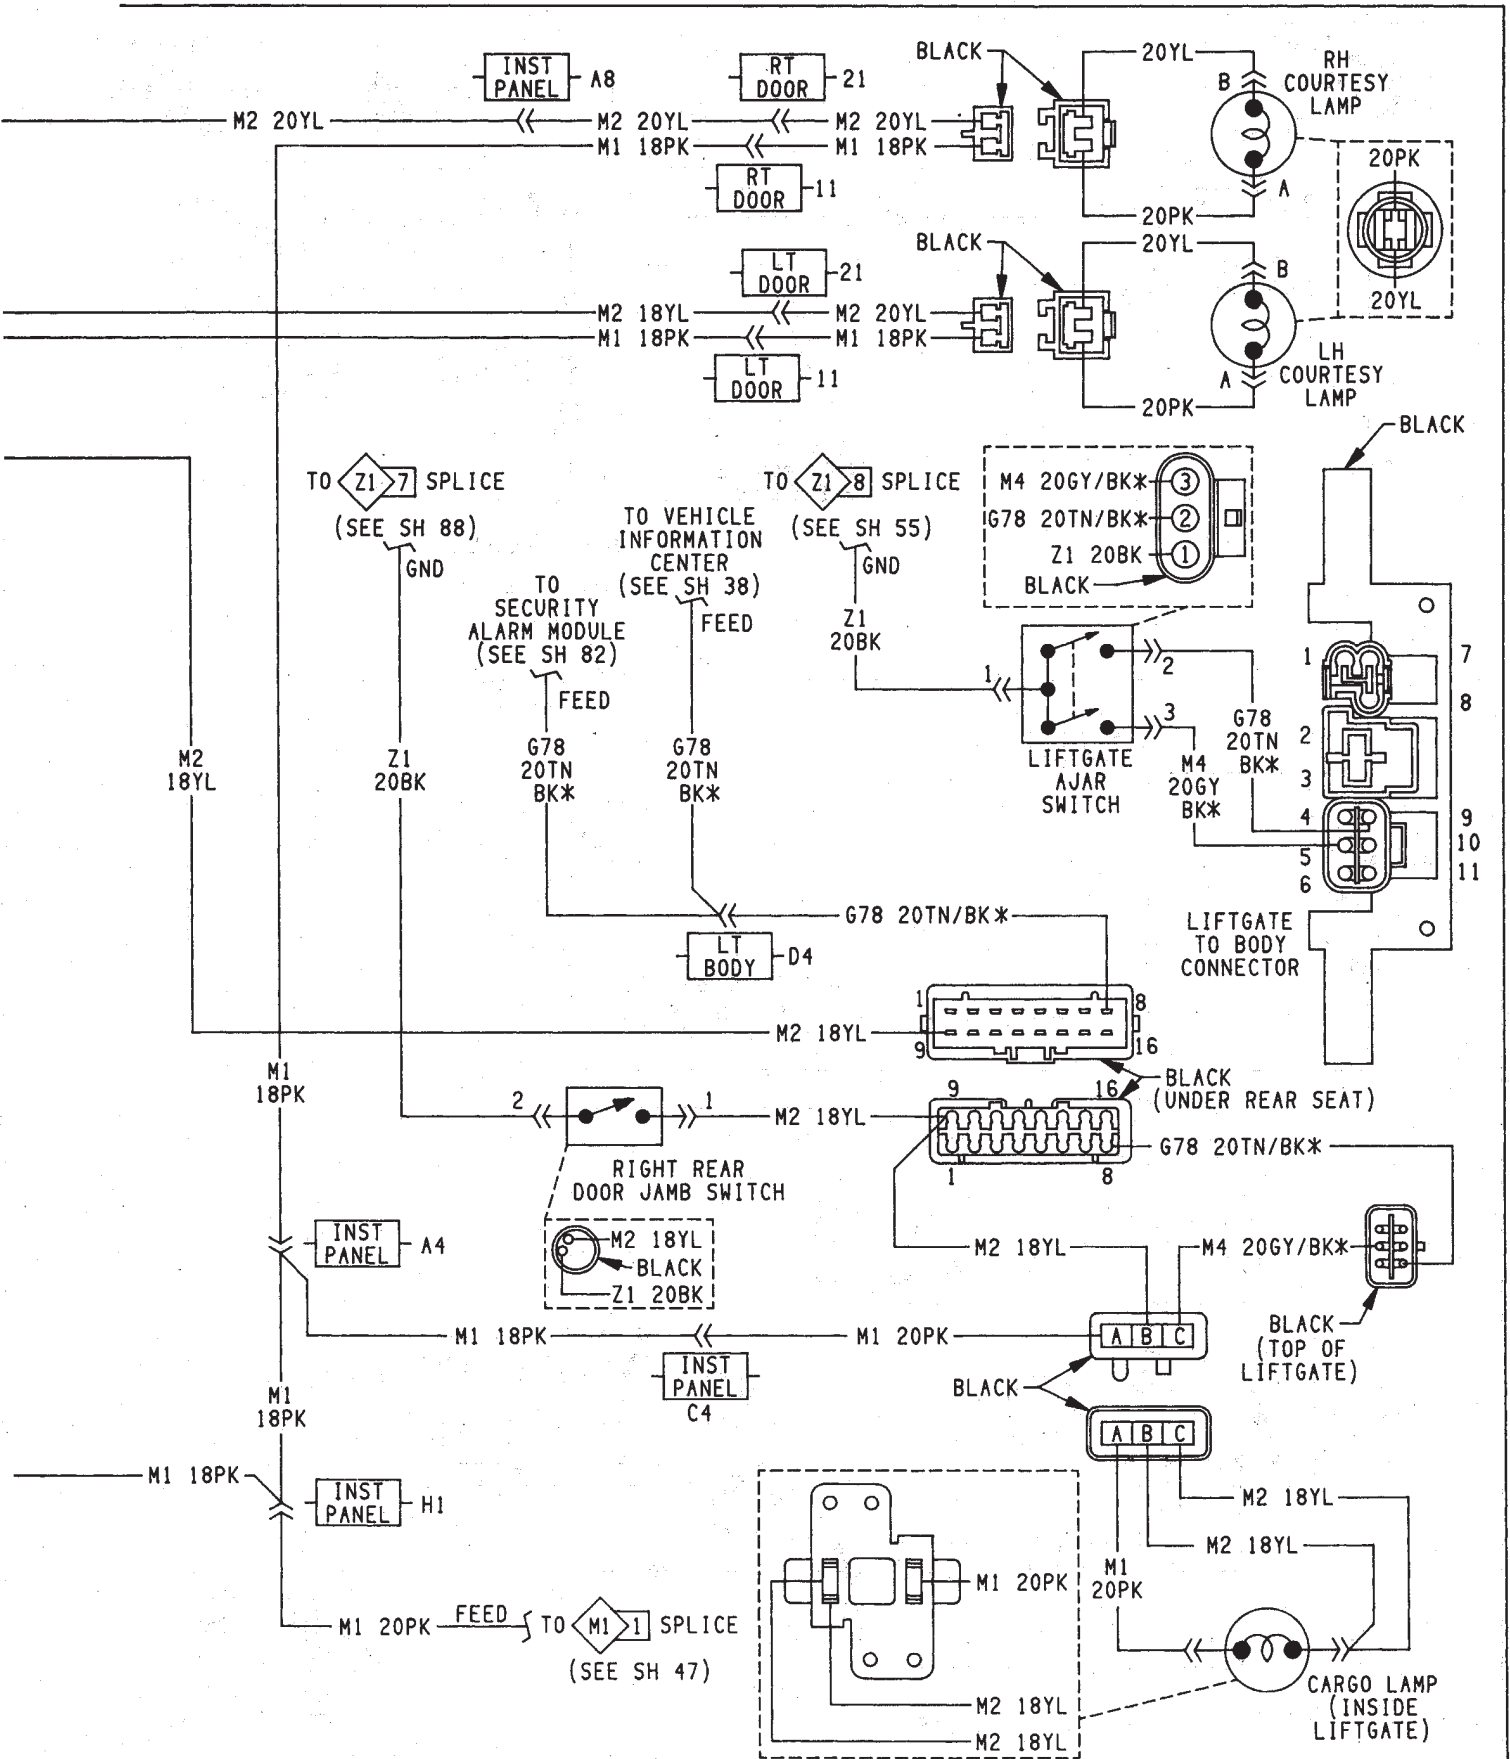 INST
PANEL
A8
RT
DOOR
21
BLACK
20YL
RH
COURTESY
LAMP
B
M2 20YL
M2 20YL
M2 20YL
M1 18PK
M1 18PK
A
20PK
RT
DOOR
11
20PK
20YL
BLACK
20YL
LT
DOOR
21
B
M2 18YL
M2 20YL
M1 18PK
M1 18PK
LT
DOOR
11
A
20PK
LH
COURTESY
LAMP
BLACK
TO Z1 7 SPLICE
(SEE SH 88)
GND
TO VEHICLE
INFORMATION
CENTER
(SEE SH 38)
FEED
TO
SECURITY
ALARM MODULE
(SEE SH 82)
FEED
TO Z1 8 SPLICE
(SEE SH 55)
GND
M4 20GY/BK* 3
G78 20TN/BK* 2
Z1 20BK 1
BLACK
Z1
20BK
1
2
3
LIFTGATE
AJAR
SWITCH
G78
20TN
BK*
M4
20GY
BK*
1
7
8
2
3
4
9
5
10
6
11
M2
18YL
Z1
20BK
G78
20TN
BK*
G78
20TN
BK*
G78 20TN/BK*
LT
BODY
D4
LIFTGATE
TO BODY
CONNECTOR
1
8
M2 18YL
9
16
BLACK
(UNDER REAR SEAT)
M1
18PK
9
16
2
1
M2 18YL
G78 20TN/BK*
1
8
RIGHT REAR
DOOR JAMB SWITCH
M2 18YL
BLACK
Z1 20BK
INST
PANEL
A4
M2 18YL
M4 20GY/BK*
BLACK
(TOP OF
LIFTGATE)
M1 18PK
M1 20PK
A B C
INST
PANEL
C4
BLACK
A B C
M1
18PK
M1 18PK
INST
PANEL
H1
M2 18YL
M2 18YL
M1
20PK
M1 20PK
M1 20PK
FEED
TO M1 1 SPLICE
(SEE SH 47)
M2 18YL
M2 18YL
CARGO LAMP
(INSIDE
LIFTGATE)